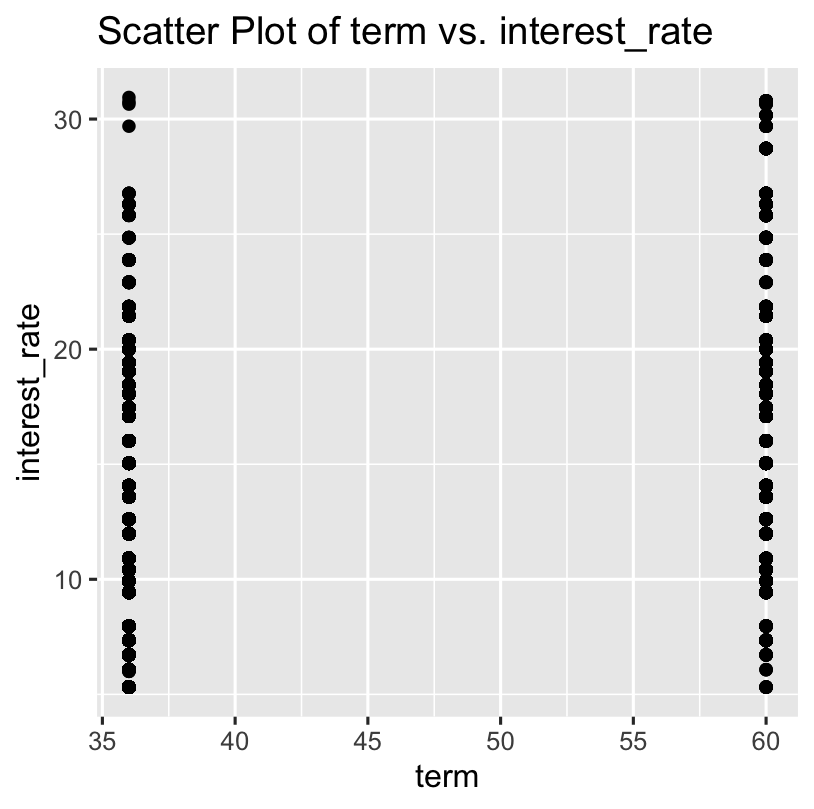 Scatter Plot of term vs. interest_rate
30
20
10
interest_rate
35 40 45 50 55 60
term